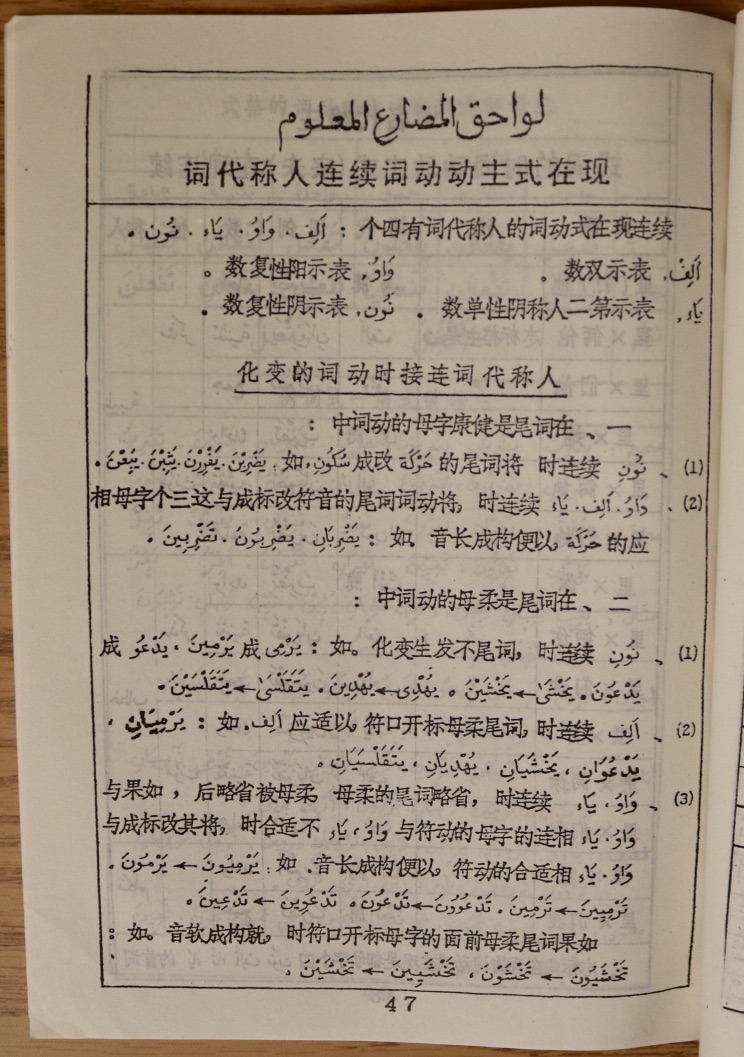 لواحق المضارع المعلوم
现在式主动动词连续人称代词
连续现在式动词的人称代词有四个：اَلِف، وَاوُ، يَاء، نُون。
اَلِفْ，表示双数。وَاوُ，表示阳性复数。
يَاء，表示第二人称阴性单数。نُون，表示阴性复数。
人称代词连接时动词的变化
一、在词尾是健康字母的动词中：
(1)、نُونِ 连续时 将词尾的 حَرَكَة 改成 سُكُونِ，如：يَضْرِبْنَ، يَفْرِرْنَ، يَثِبْنَ، يَبِعْنَ。
(2)、وَاوُ، اَلِف، يَاء 连续时，将动词词尾的音符改标成与这三个字母相
应的 حَرَكَة，以便构成长音。如：يَضْرِبَانِ، يَضْرِبُونَ، تَضْرِبِينَ。
二、在词尾是柔母的动词中：
(1)、نُونِ 连续时，词尾不发生变化。如：يَرْمِى 成 يَرْمِينَ، يَدْعُو 成
يَدْعُونَ، يَخْشَىٰ ← يَخْشَيْنَ، يُهْدِى ← يُهْدِينَ، يَتَقَلْسَىٰ ← يَتَقَلْسَيْنَ。
(2)、اَلِف 连续时，词尾柔母标开口符，以适应 اَلِف，如：يَرْمِيَانِ،
يَدْعُوَانِ، يَخْشَيَانِ، يُهْدِيَانِ، يَتَقَلْسَيَانِ。
(3)、وَاوُ، يَاء 连续时，省略词尾的柔母，柔母被省略后，如果与
وَاوُ، يَاء 相连的字母的动符与 وَاوُ، يَاء 不适合时，将其改标成与
وَاوُ، يَاء 相适合的动符，以便构成长音。如：يَرْمِيُونَ ← يَرْمُونَ،
تَرْمِيِينَ ← تَرْمِينَ، تَدْعُوُونَ ← تَدْعُونَ، تَدْعُوِينَ ← تَدْعِينَ。
如果词尾柔母前面的字母标开口符时，就构成软音。如：
تَخْشَيُونَ ← تَخْشَوْنَ، تَخْشَيِينَ ← تَخْشَيْنَ。
47